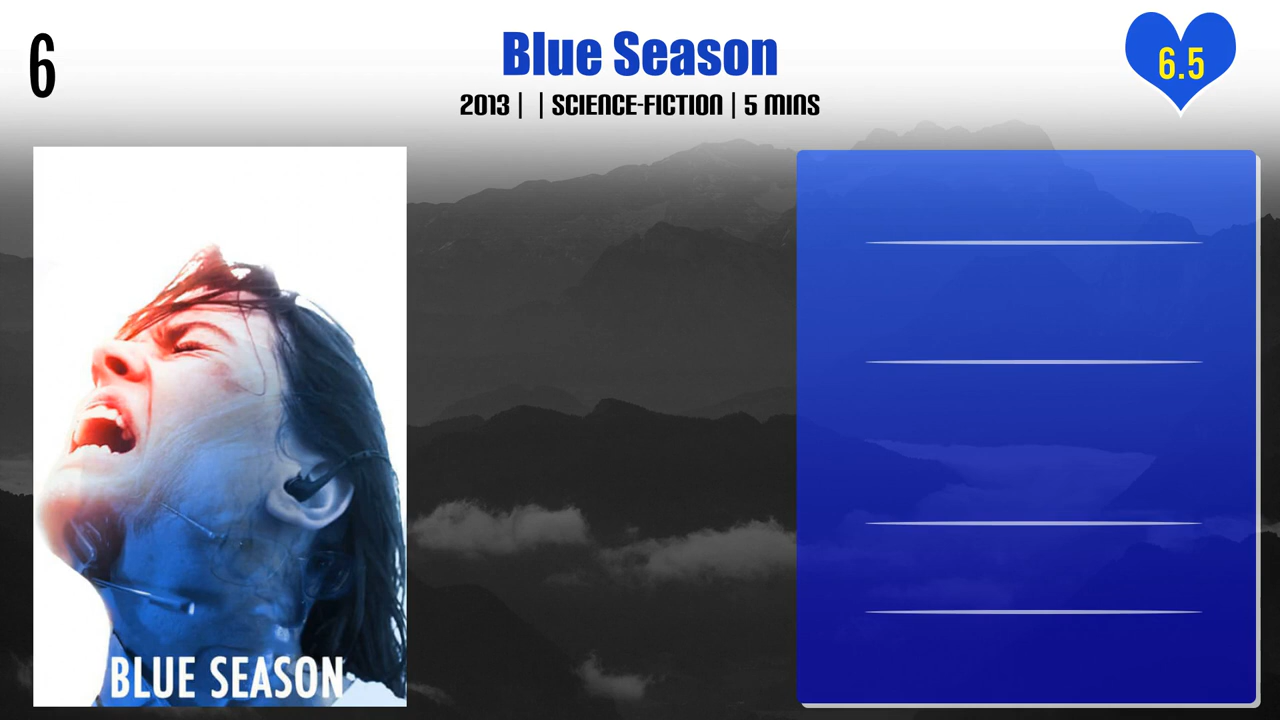 6
Blue Season
6.5
2013 | | SCIENCE-FICTION | 5 MINS
BLUE SEASON